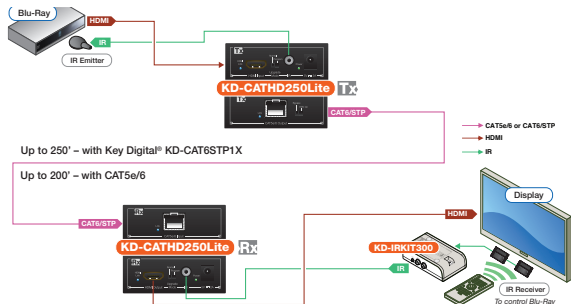 Blu-Ray
HDMI
IR
IR Emitter
Tx
KD-CATHD250Lite Tx
Tx
CAT6/STP
CAT5e/6 or CAT6/STP
HDMI
IR
Up to 250' – with Key Digital® KD-CAT6STP1X
Up to 200' – with CAT5e/6
Display
CAT6/STP
HDMI
Rx
KD-CATHD250Lite Rx
KD-IRKIT300
Rx
IR
IR Receiver
To control Blu-Ray